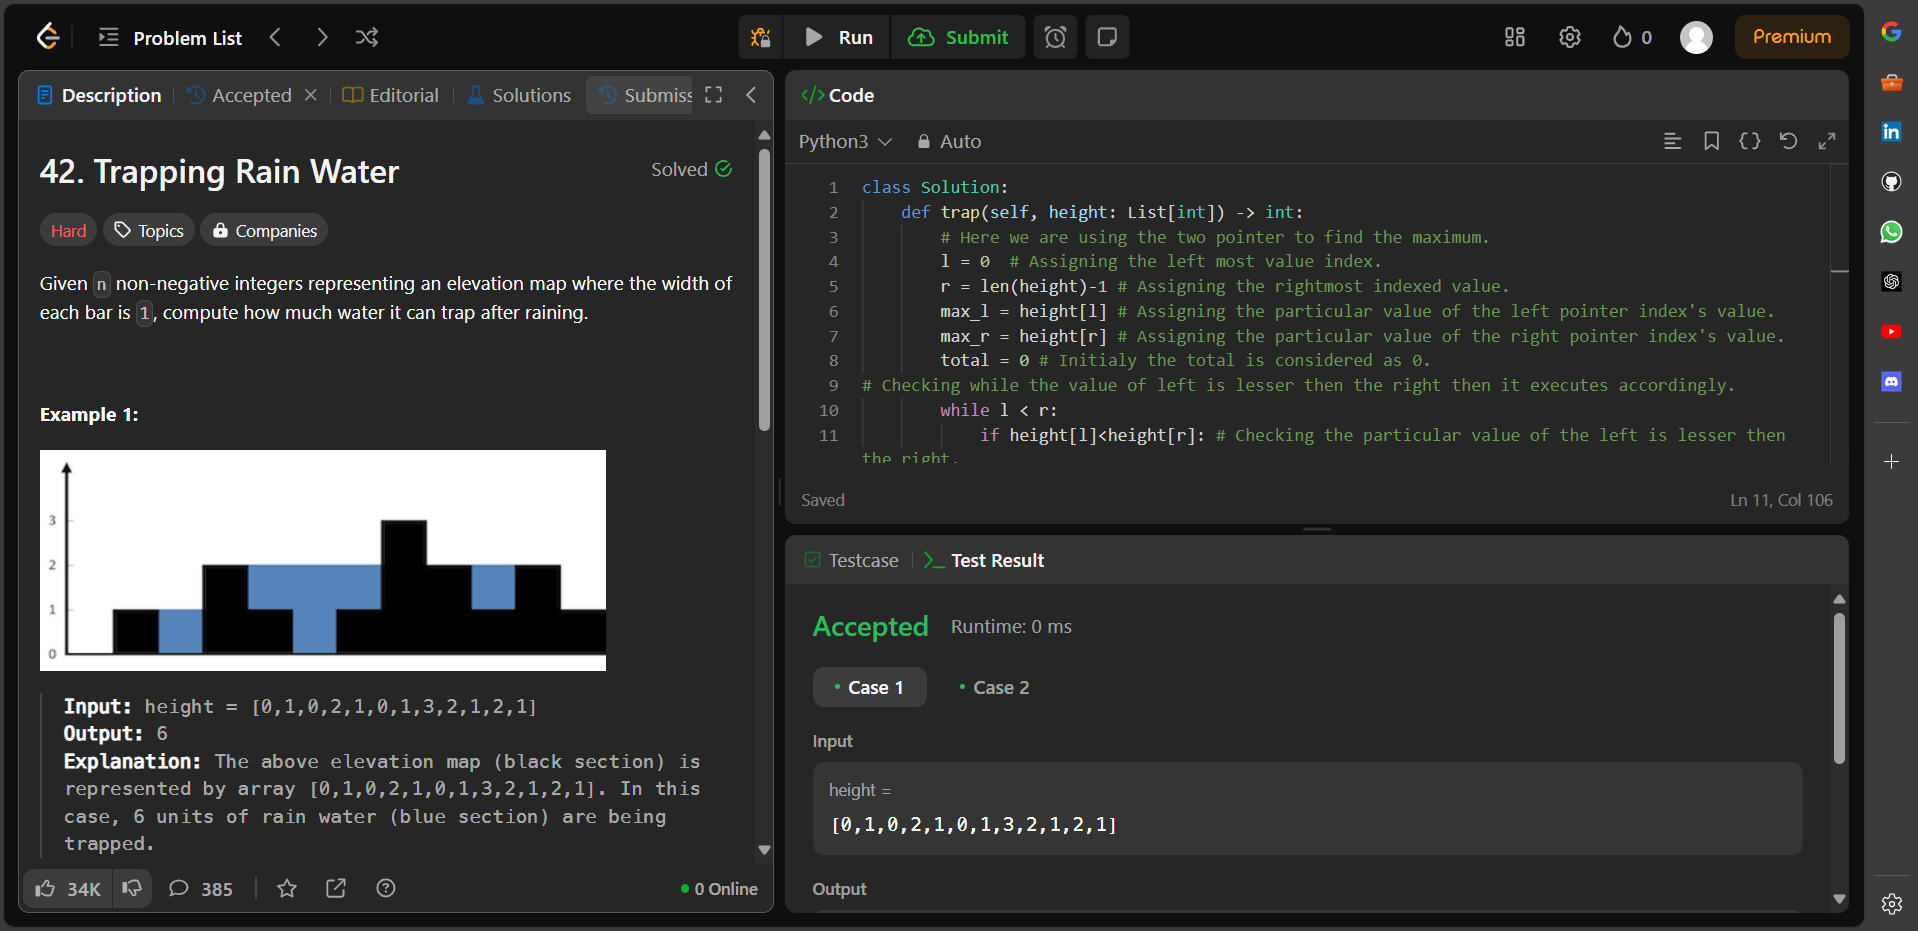 Problem List
Run
Submit
0
Premium
Description
Accepted
Editorial
Solutions
Submiss
42. Trapping Rain Water
Solved
Hard
Topics
Companies
Given n non-negative integers representing an elevation map where the width of
each bar is 1, compute how much water it can trap after raining.
Example 1:
3
2
1
0
Input: height = [0,1,0,2,1,0,1,3,2,1,2,1]
Output: 6
Explanation: The above elevation map (black section) is
represented by array [0,1,0,2,1,0,1,3,2,1,2,1]. In this
case, 6 units of rain water (blue section) are being
trapped.
34K
385
0 Online
</> Code
Python3
Auto
1 class Solution:
2 def trap(self, height: List[int]) -> int:
3 # Here we are using the two pointer to find the maximum.
4 l = 0 # Assigning the left most value index.
5 r = len(height)-1 # Assigning the rightmost indexed value.
6 max_l = height[l] # Assigning the particular value of the left pointer index's value.
7 max_r = height[r] # Assigning the particular value of the right pointer index's value.
8 total = 0 # Initialy the total is considered as 0.
9 # Checking while the value of left is lesser then the right then it executes accordingly.
10 while l < r:
11 if height[l]<height[r]: # Checking the particular value of the left is lesser then
the right.
Saved
Ln 11, Col 106
Testcase
Test Result
Accepted
Runtime: 0 ms
Case 1
Case 2
Input
height =
[0,1,0,2,1,0,1,3,2,1,2,1]
Output